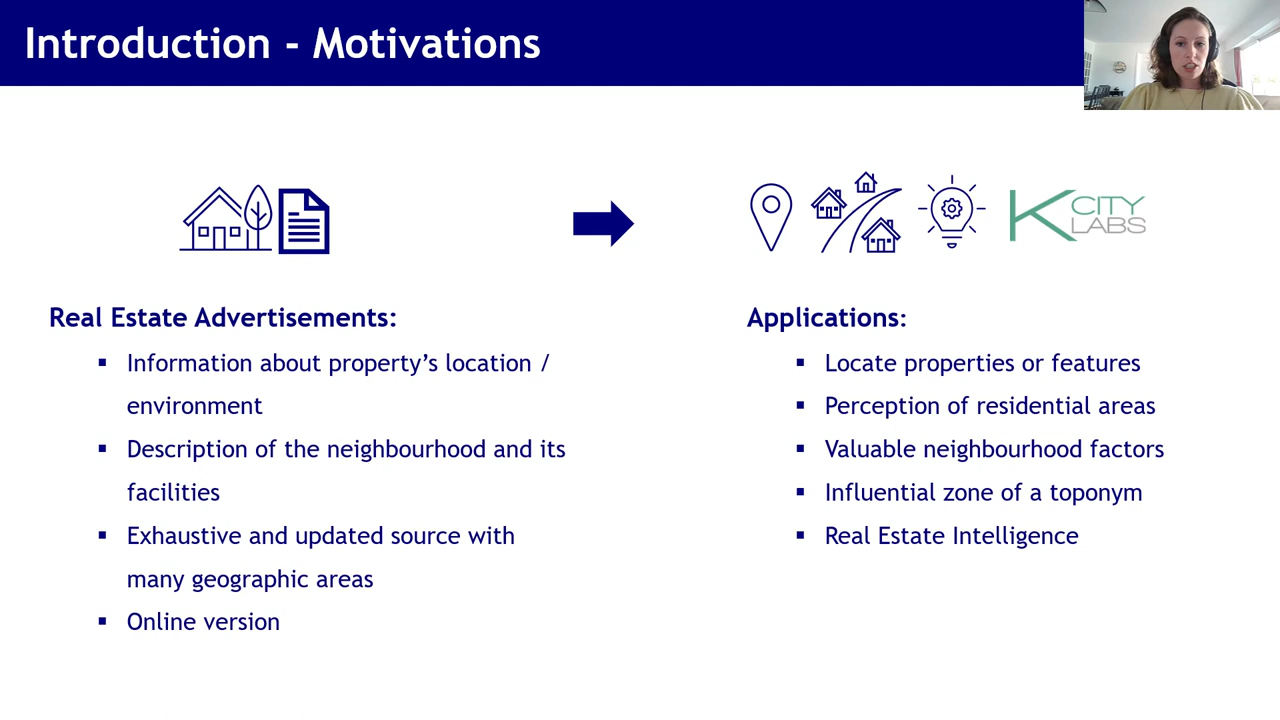 Introduction - Motivations
K CITY
LABS
Real Estate Advertisements:
▪ Information about property’s location /
environment
▪ Description of the neighbourhood and its
facilities
▪ Exhaustive and updated source with
many geographic areas
▪ Online version
Applications:
▪ Locate properties or features
▪ Perception of residential areas
▪ Valuable neighbourhood factors
▪ Influential zone of a toponym
▪ Real Estate Intelligence